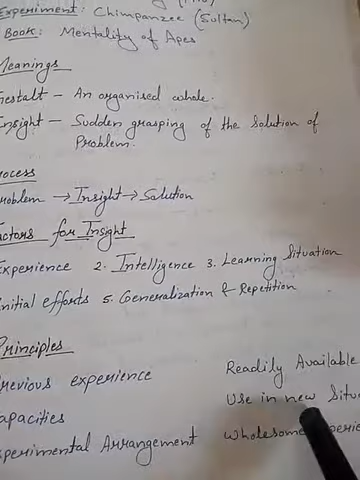 Experiment: Chimpanzee (Sultan)
Book: Mentality of Apes
Meanings
Gestalt - An organised whole.
Insight - Sudden grasping of the Solution of
Problem.
Process
Problem → Insight → Solution
Factors for Insight
Experience 2. Intelligence 3. Learning Situation
Initial efforts 5. Generalization & Repetition
Principles
Previous experience Readily Available
Capacities Use in new Situ
Experimental Arrangement Wholesome